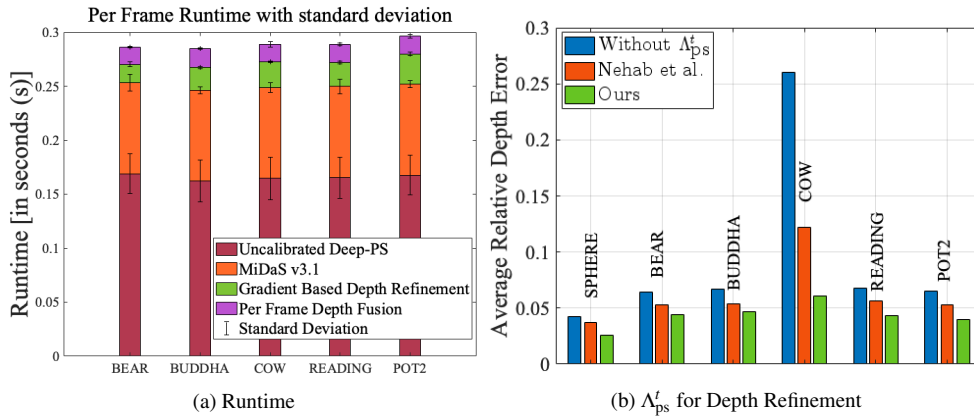 Per Frame Runtime with standard deviation
Runtime [in seconds (s)]
0.3
0.25
0.2
0.15
0.1
0.05
0
Uncalibrated Deep-PS
MiDaS v3.1
Gradient Based Depth Refinement
Per Frame Depth Fusion
Standard Deviation
BEAR BUDDHA COW READING POT2
(a) Runtime
Average Relative Depth Error
0.3
0.25
0.2
0.15
0.1
0.05
0
Without Λᵗₚₛ
Nehab et al.
Ours
SPHERE
BEAR
BUDDHA
COW
READING
POT2
(b) Λᵗₚₛ for Depth Refinement